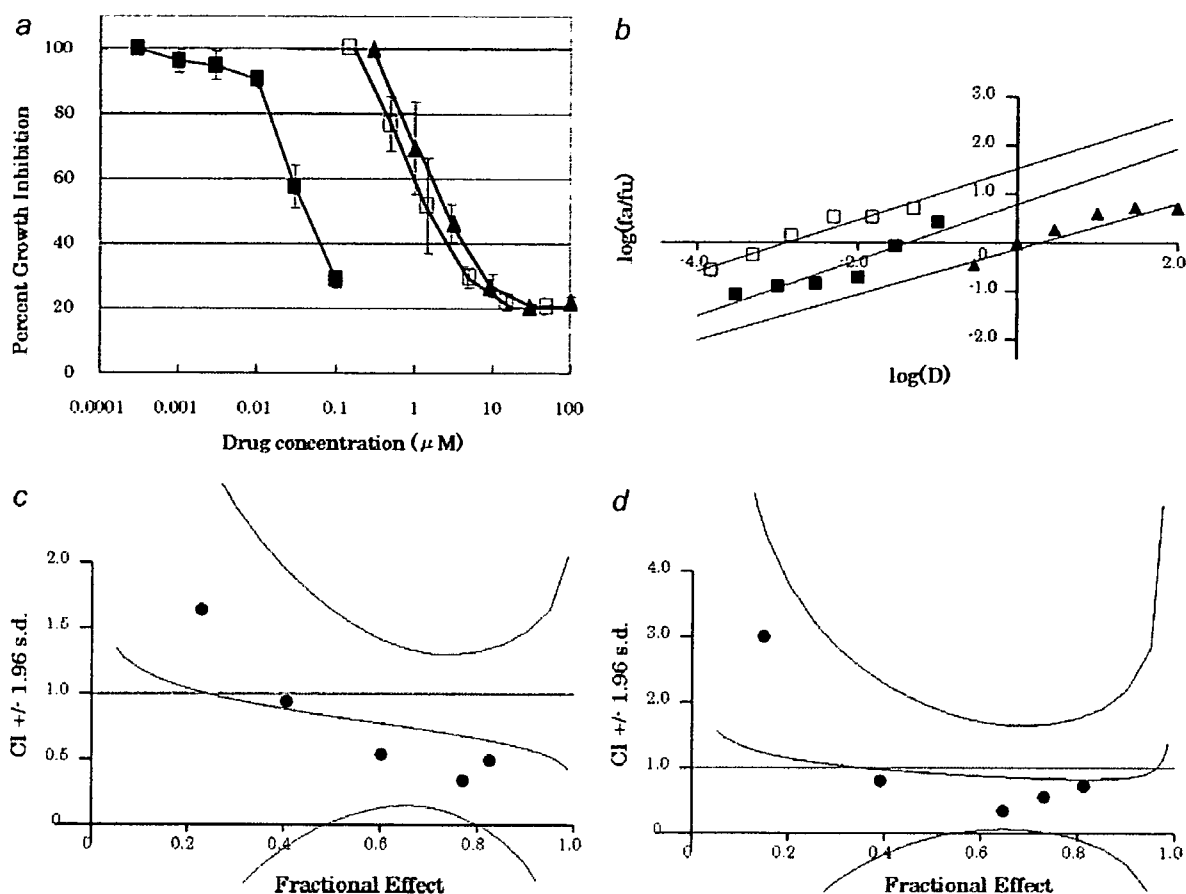 a
100
80
60
40
20
0
Percent Growth Inhibition
0.0001 0.001 0.01 0.1 1 10 100
Drug concentration (μ M)
b
3.0
2.0
1.0
0
-1.0
-2.0
-4.0 -2.0 2.0
log(fa/fu)
log(D)
c
2.0
1.5
1.0
0.5
0
CI +/- 1.96 s.d.
0 0.2 0.4 0.6 0.8 1.0
Fractional Effect
d
4.0
3.0
2.0
1.0
0
CI +/- 1.96 s.d.
0 0.2 0.4 0.6 0.8 1.0
Fractional Effect